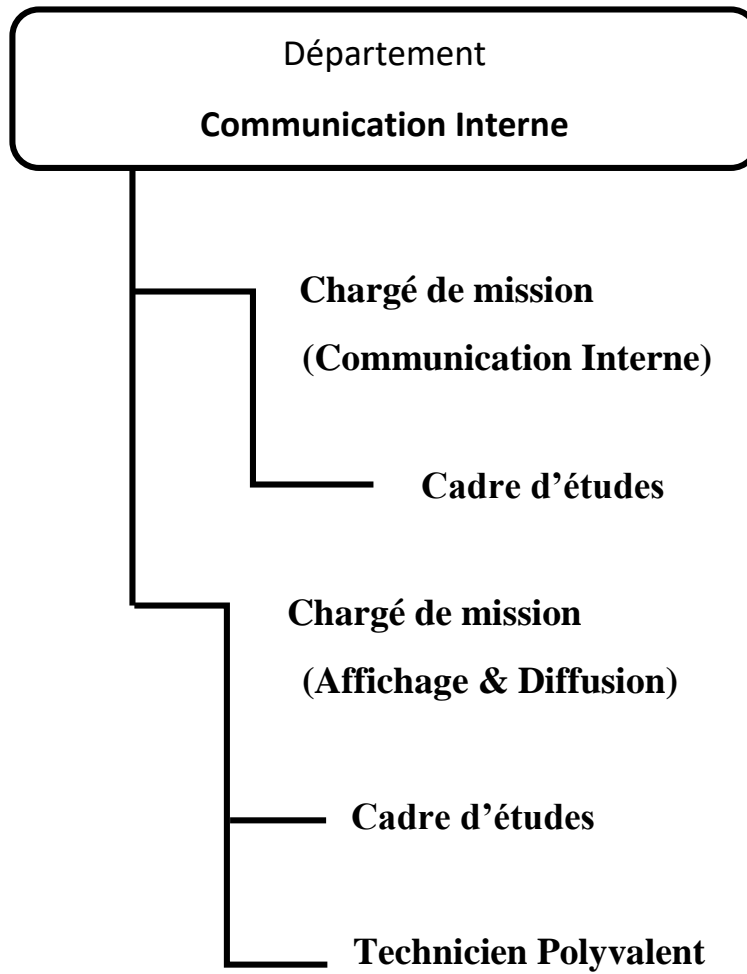 Département
Communication Interne
Chargé de mission
(Communication Interne)
Cadre d’études
Chargé de mission
(Affichage & Diffusion)
Cadre d’études
Technicien Polyvalent